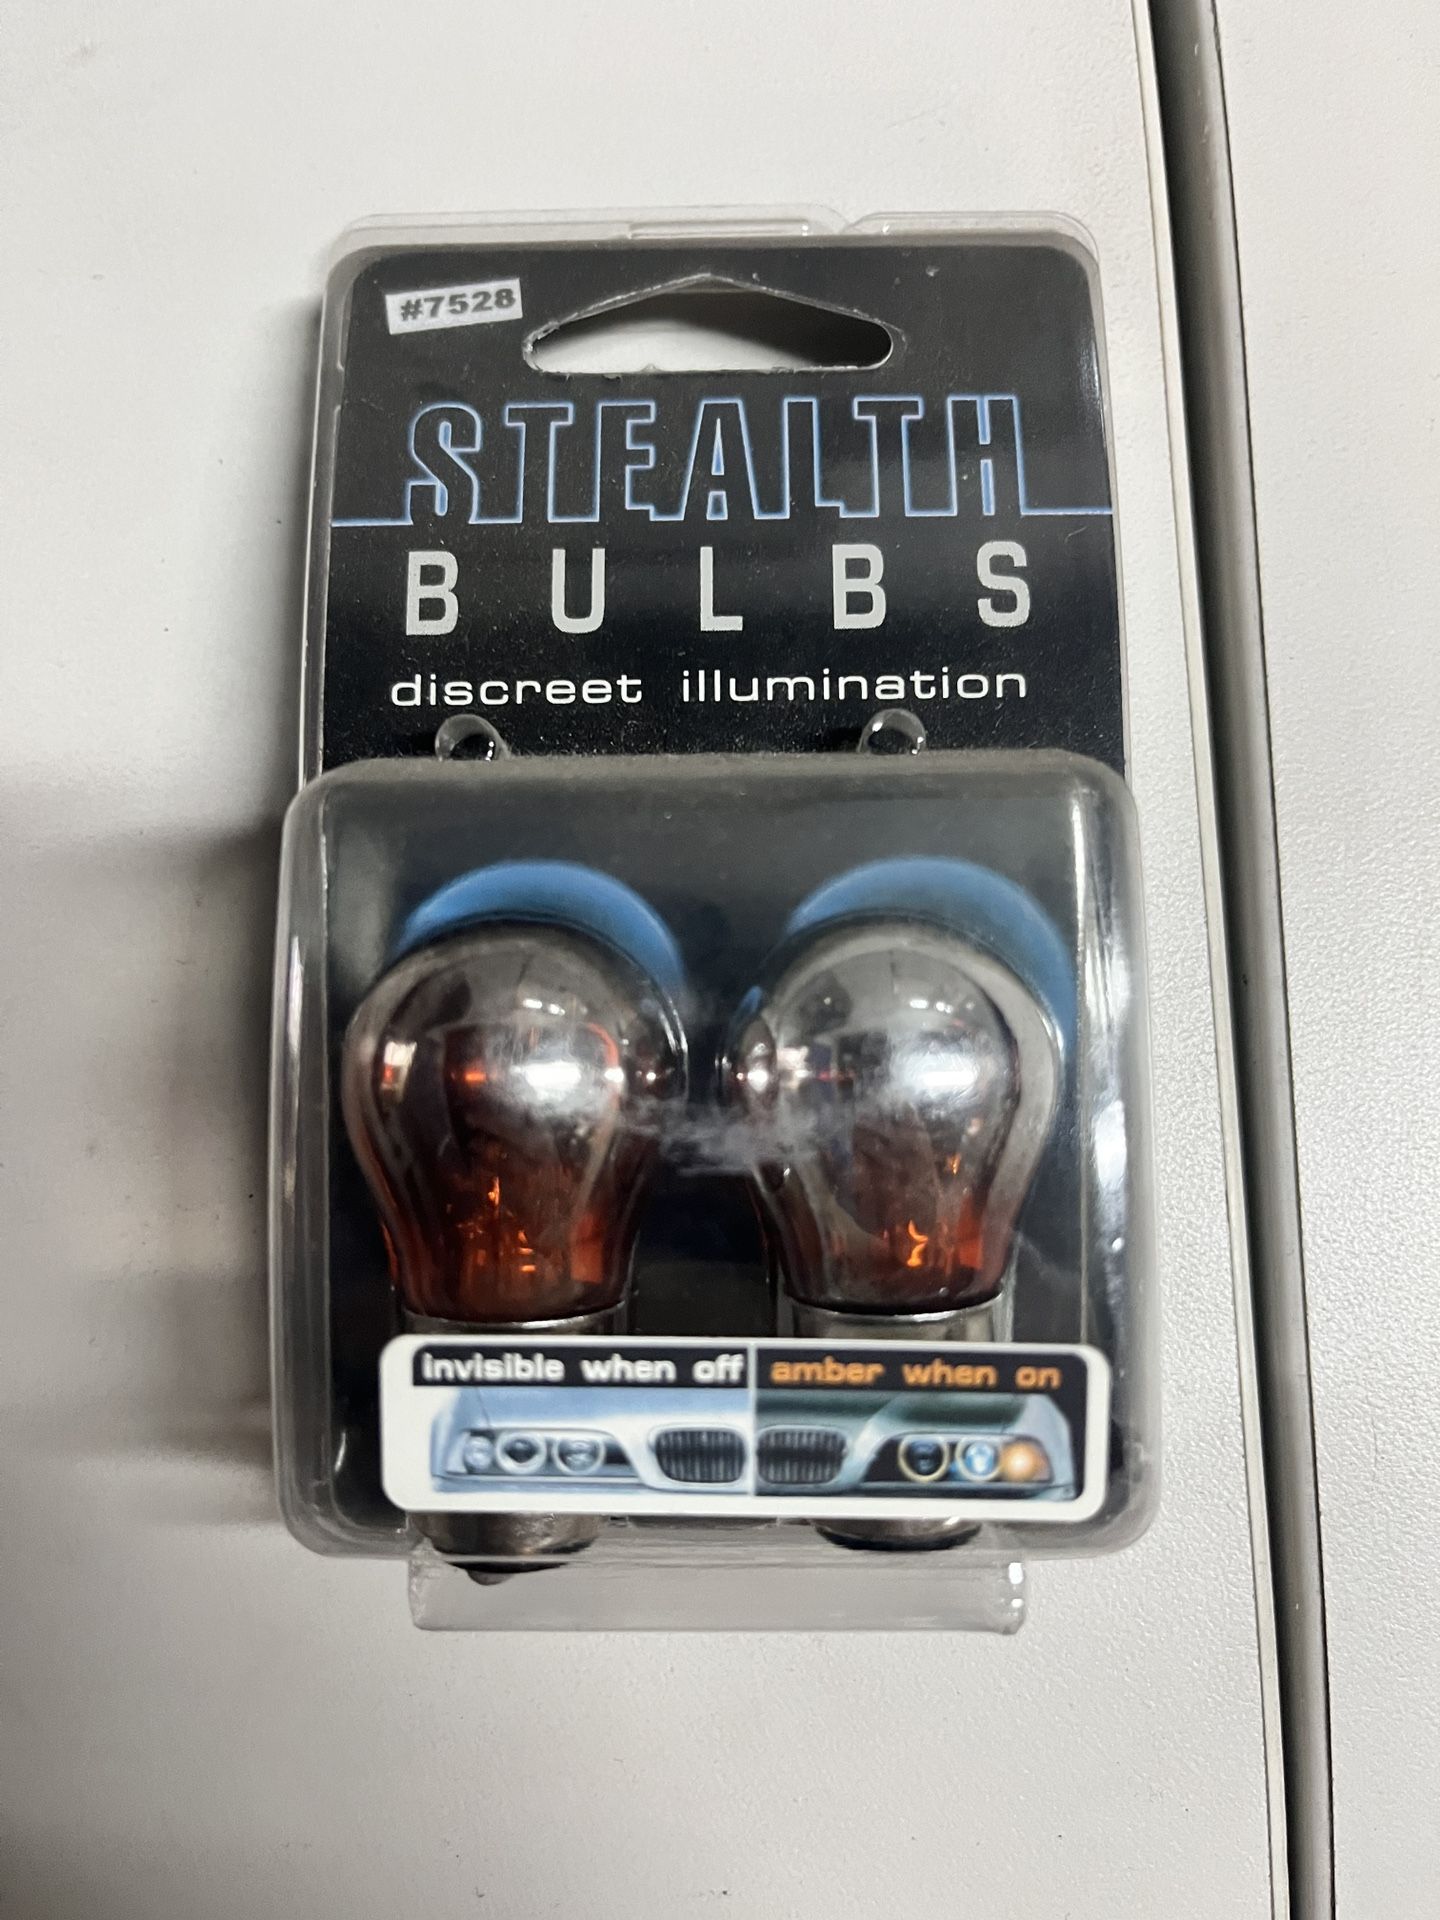 #7528
STEALTH
BULBS
discreet illumination
invisible when off
amber when on